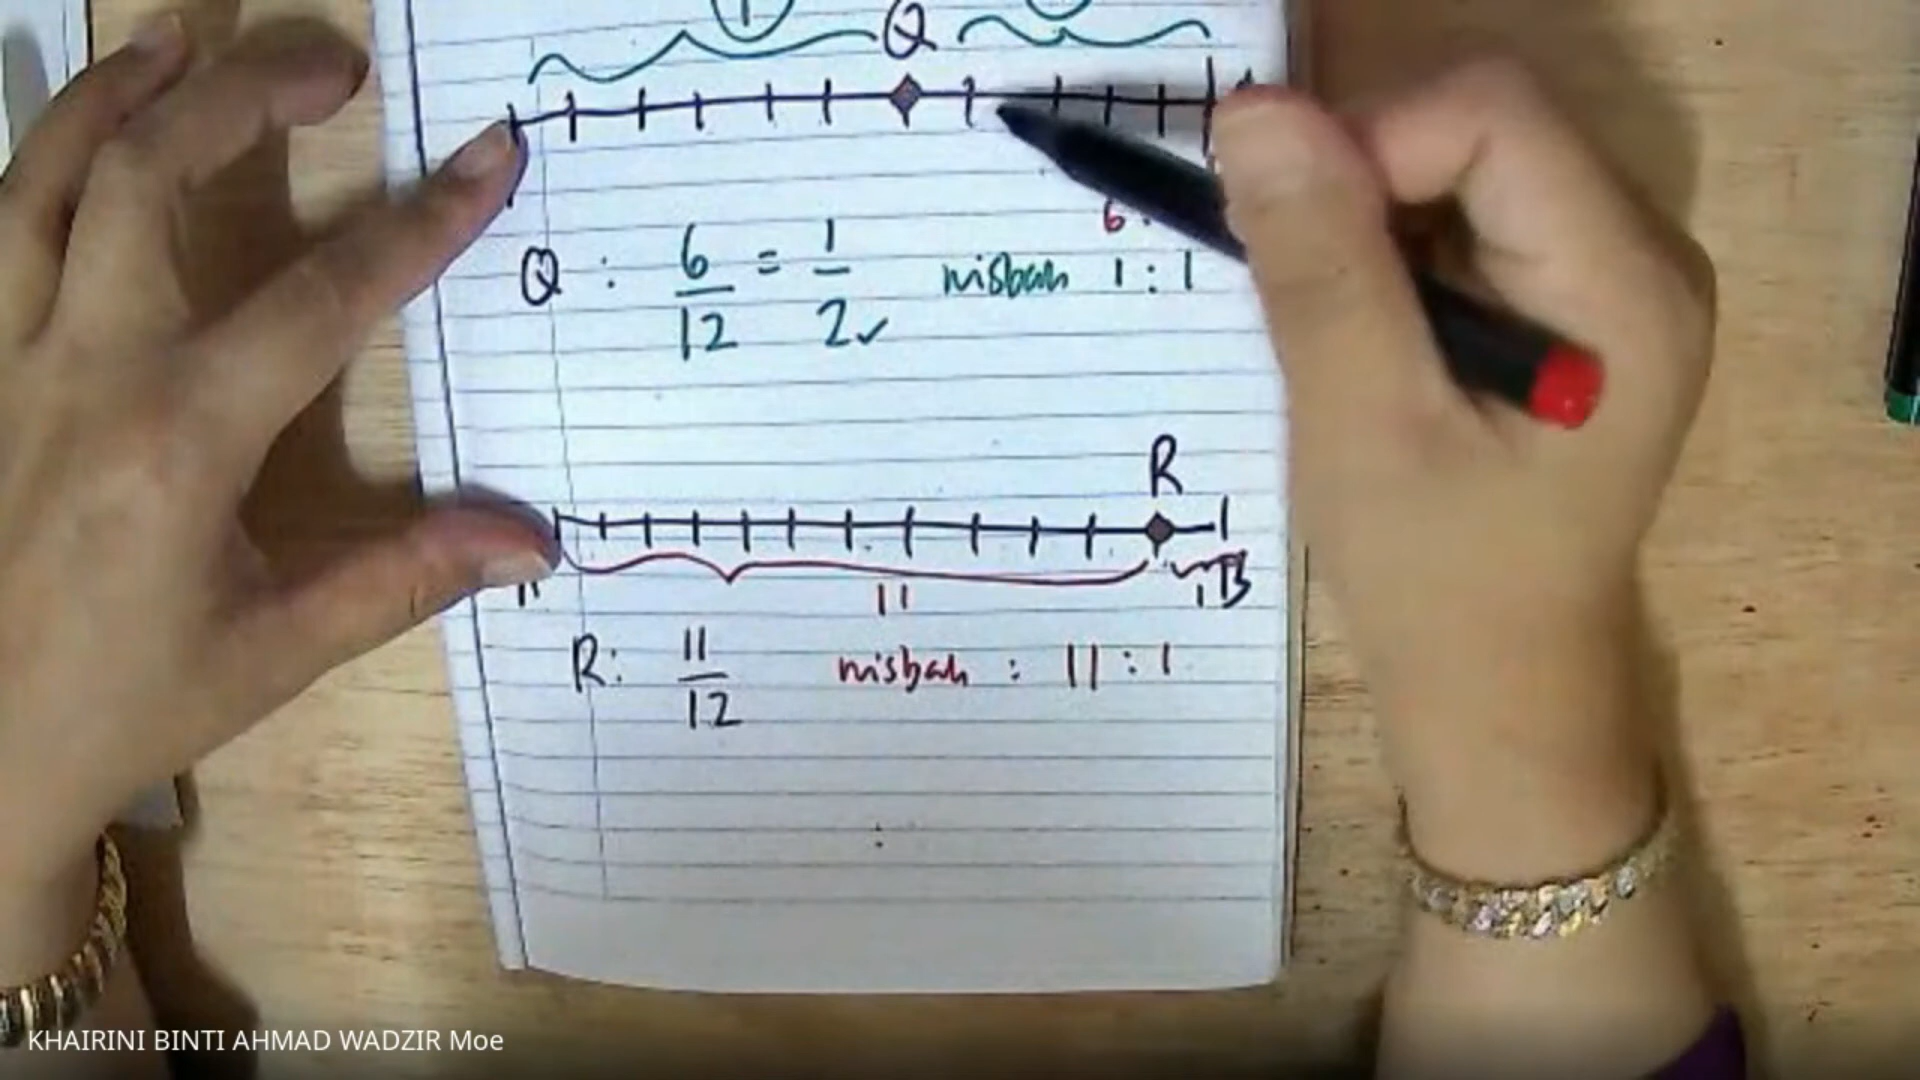 Q
6:
Q : 6/12 = 1/2 ✓ nisbah 1 : 1
R
11 1 B
R: 11/12 nisbah : 11 : 1
KHAIRINI BINTI AHMAD WADZIR Moe